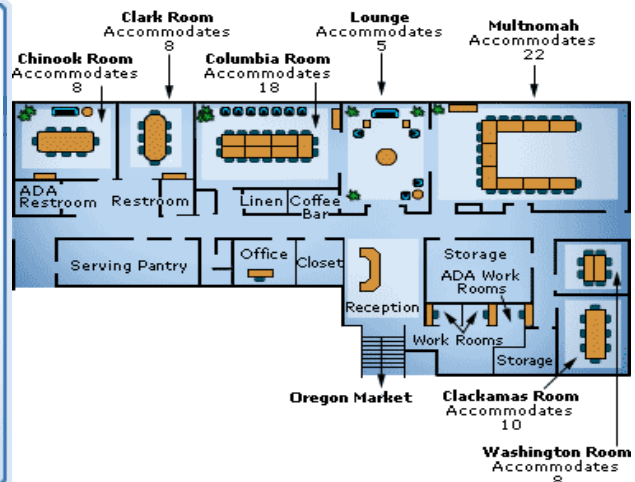 Clark Room
Accommodates
8
Lounge
Accommodates
5
Multnomah
Accommodates
22
Chinook Room
Accommodates
8
Columbia Room
Accommodates
18
ADA
Restroom
Restroom
Linen
Coffee
Bar
Serving Pantry
Office
Closet
Reception
Storage
ADA Work
Rooms
Work Rooms
Storage
Oregon Market
Clackamas Room
Accommodates
10
Washington Room
Accommodates
8